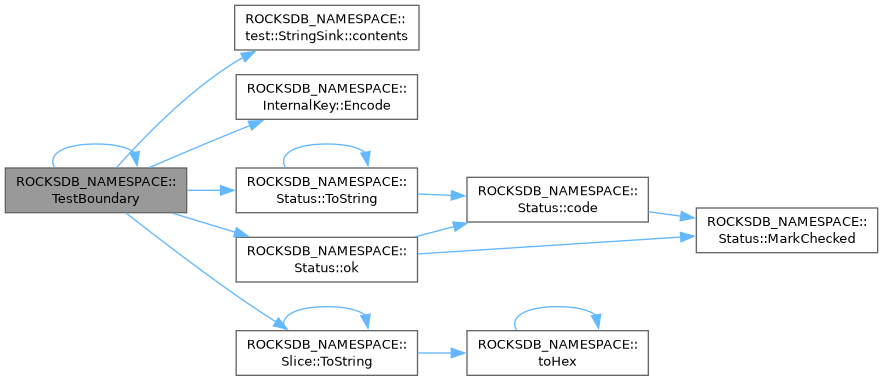 ROCKSDB_NAMESPACE::
TestBoundary
ROCKSDB_NAMESPACE::
test::StringSink::contents
ROCKSDB_NAMESPACE::
InternalKey::Encode
ROCKSDB_NAMESPACE::
Status::ToString
ROCKSDB_NAMESPACE::
Status::ok
ROCKSDB_NAMESPACE::
Slice::ToString
ROCKSDB_NAMESPACE::
Status::code
ROCKSDB_NAMESPACE::
toHex
ROCKSDB_NAMESPACE::
Status::MarkChecked